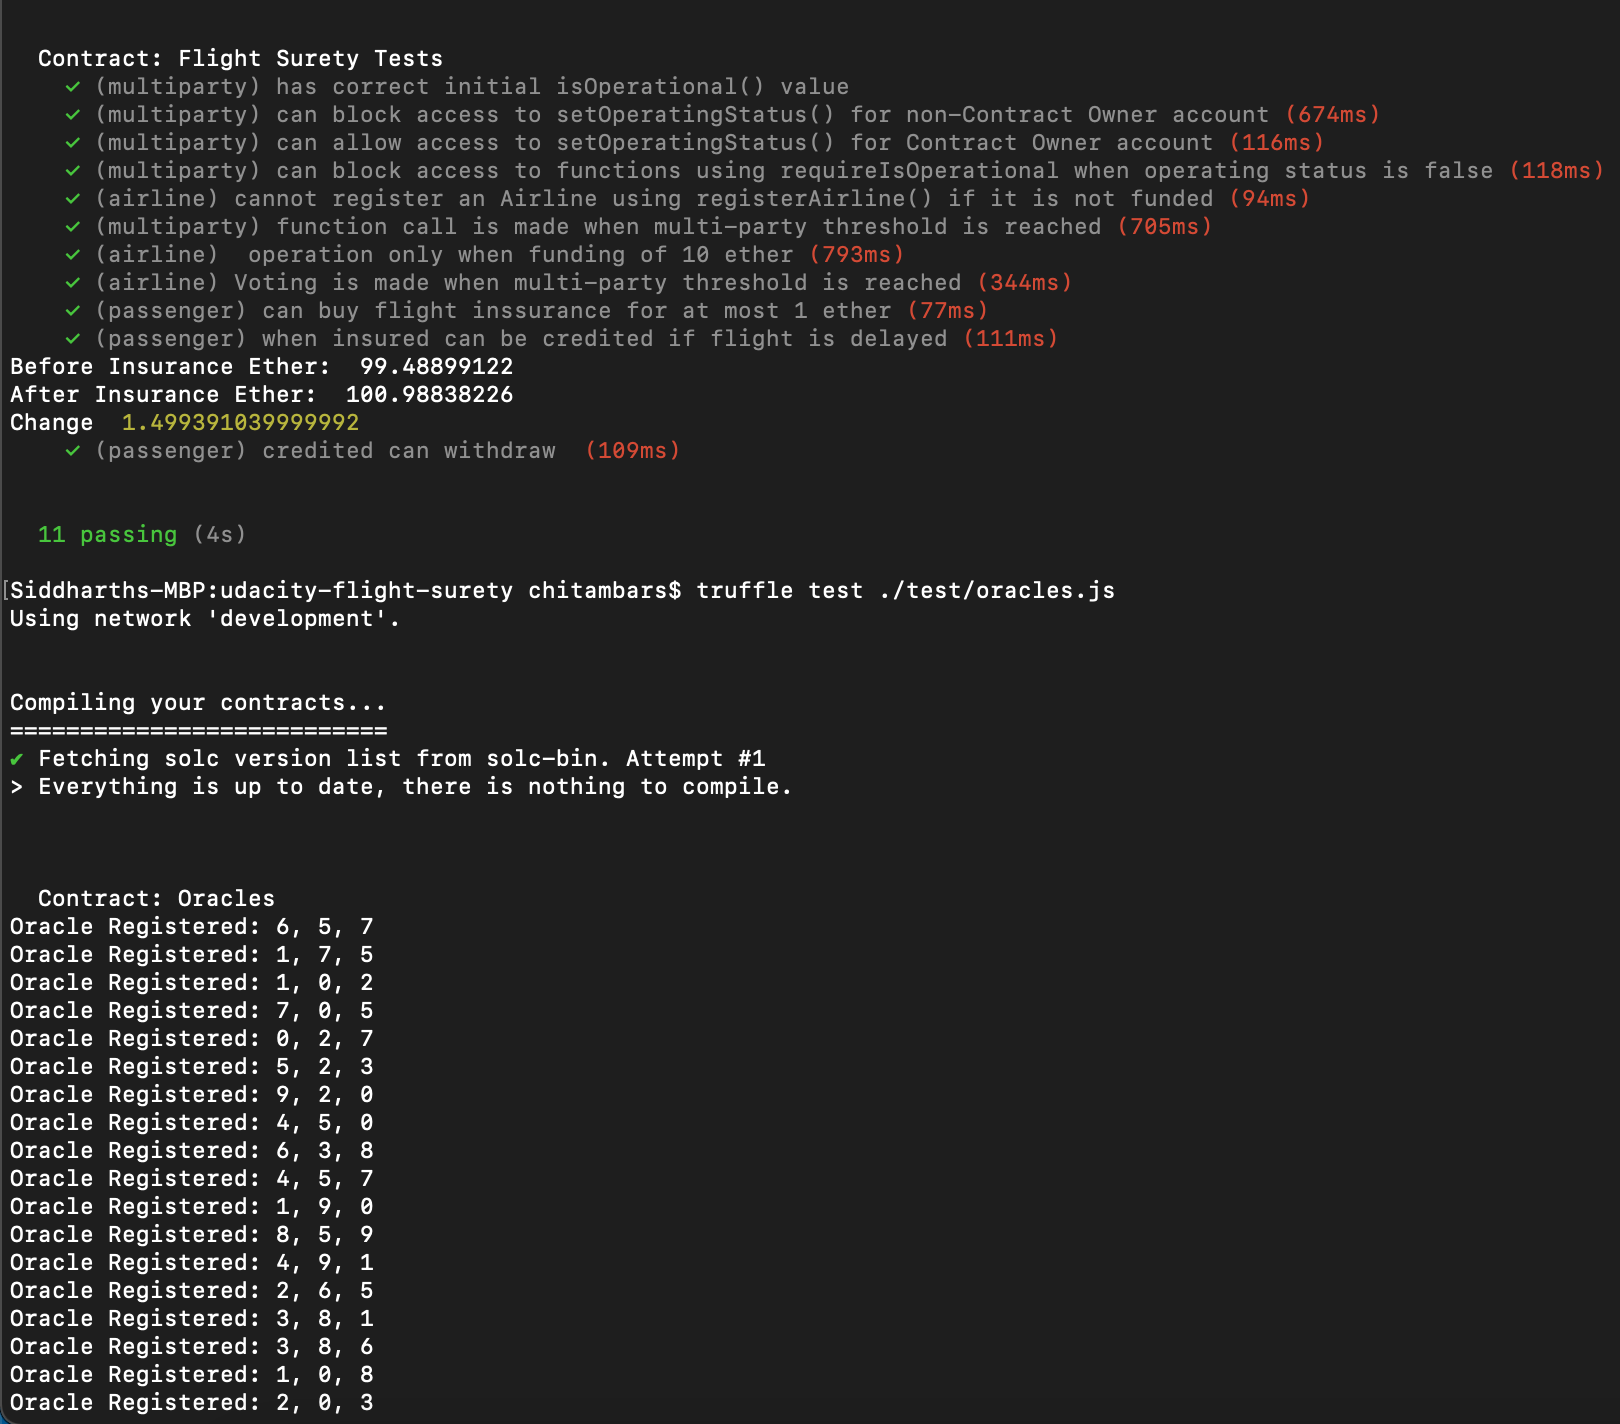 Contract: Flight Surety Tests
✓ (multiparty) has correct initial isOperational() value
✓ (multiparty) can block access to setOperatingStatus() for non-Contract Owner account (674ms)
✓ (multiparty) can allow access to setOperatingStatus() for Contract Owner account (116ms)
✓ (multiparty) can block access to functions using requireIsOperational when operating status is false (118ms)
✓ (airline) cannot register an Airline using registerAirline() if it is not funded (94ms)
✓ (multiparty) function call is made when multi-party threshold is reached (705ms)
✓ (airline)  operation only when funding of 10 ether (793ms)
✓ (airline) Voting is made when multi-party threshold is reached (344ms)
✓ (passenger) can buy flight inssurance for at most 1 ether (77ms)
✓ (passenger) when insured can be credited if flight is delayed (111ms)
Before Insurance Ether:  99.48899122
After Insurance Ether:  100.98838226
Change  1.499391039999992
✓ (passenger) credited can withdraw  (109ms)
11 passing (4s)
[Siddharths-MBP:udacity-flight-surety chitambars$ truffle test ./test/oracles.js
Using network 'development'.
Compiling your contracts...
===========================
✔ Fetching solc version list from solc-bin. Attempt #1
> Everything is up to date, there is nothing to compile.
Contract: Oracles
Oracle Registered: 6, 5, 7
Oracle Registered: 1, 7, 5
Oracle Registered: 1, 0, 2
Oracle Registered: 7, 0, 5
Oracle Registered: 0, 2, 7
Oracle Registered: 5, 2, 3
Oracle Registered: 9, 2, 0
Oracle Registered: 4, 5, 0
Oracle Registered: 6, 3, 8
Oracle Registered: 4, 5, 7
Oracle Registered: 1, 9, 0
Oracle Registered: 8, 5, 9
Oracle Registered: 4, 9, 1
Oracle Registered: 2, 6, 5
Oracle Registered: 3, 8, 1
Oracle Registered: 3, 8, 6
Oracle Registered: 1, 0, 8
Oracle Registered: 2, 0, 3